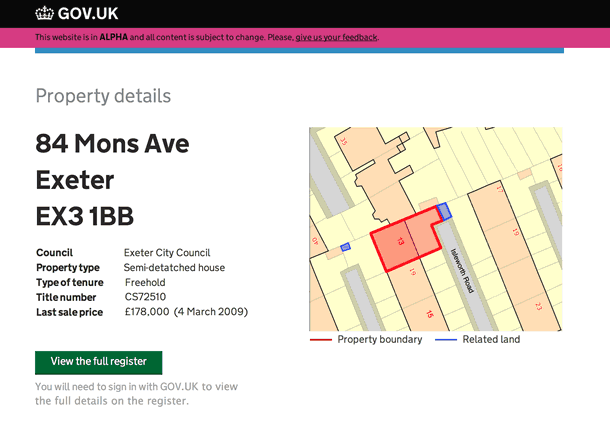 GOV.UK
This website is in ALPHA and all content is subject to change. Please, give us your feedback.
Property details
84 Mons Ave
Exeter
EX3 1BB
Council Exeter City Council
Property type Semi-detatched house
Type of tenure Freehold
Title number CS72510
Last sale price £178,000 (4 March 2009)
View the full register
You will need to sign in with GOV.UK to view
the full details on the register.
35
17
40
13
19
Isleworth Road
19
15
23
Property boundary
Related land